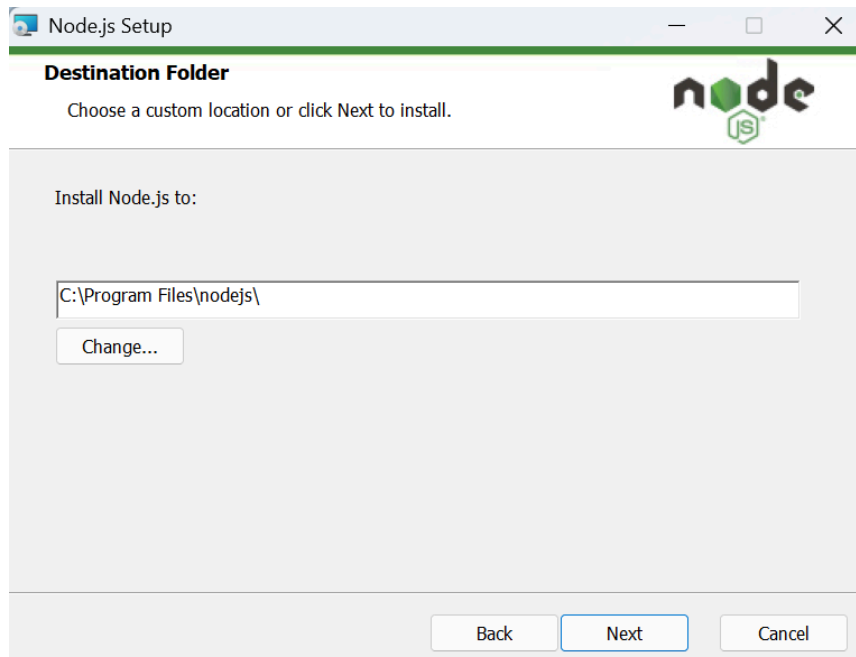 Node.js Setup
Destination Folder
Choose a custom location or click Next to install.
node
JS
Install Node.js to:
C:\Program Files\nodejs\
Change...
Back
Next
Cancel